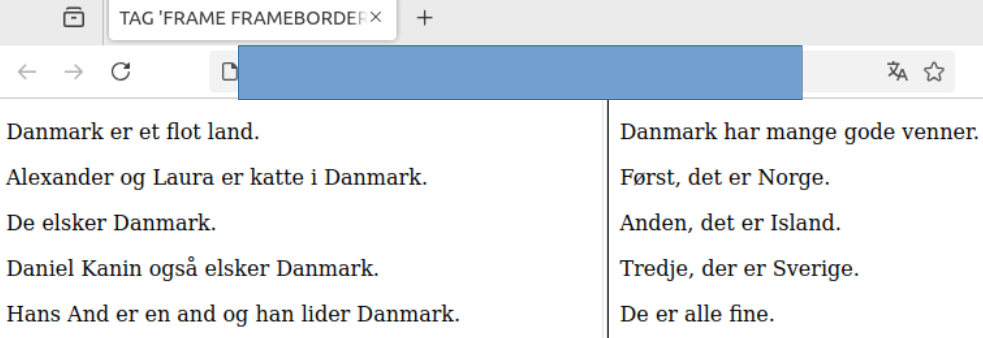 TAG 'FRAME FRAMEBORDER
Danmark er et flot land.
Alexander og Laura er katte i Danmark.
De elsker Danmark.
Daniel Kanin også elsker Danmark.
Hans And er en and og han lider Danmark.
Danmark har mange gode venner.
Først, det er Norge.
Anden, det er Island.
Tredje, der er Sverige.
De er alle fine.